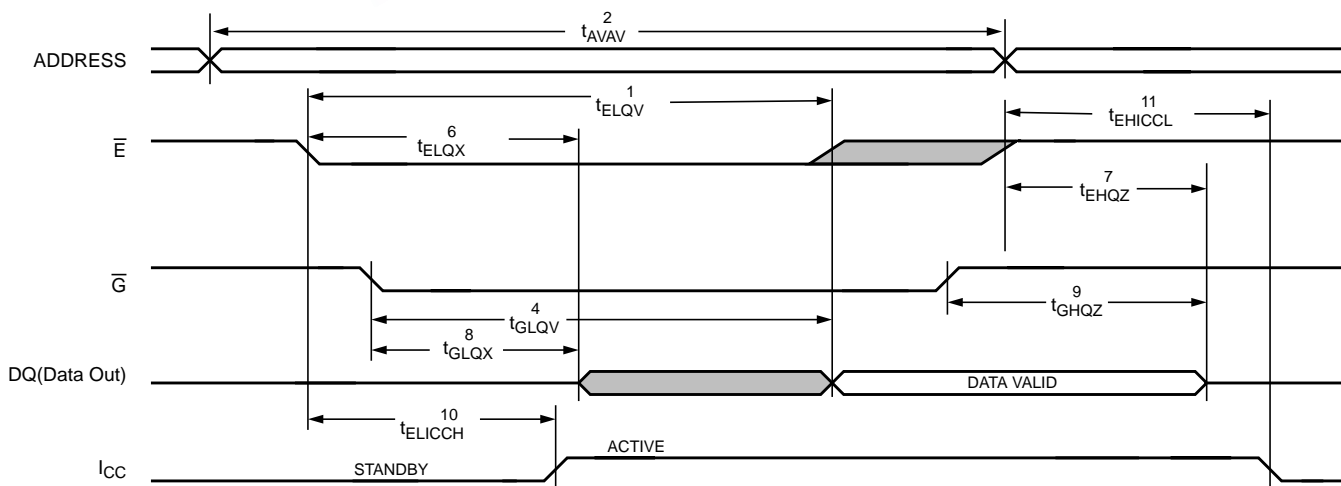 2
tAVAV
ADDRESS
1
tELQV
11
tEHICCL
6
tELQX
E
7
tEHQZ
G
9
tGHQZ
4
tGLQV
8
tGLQX
DQ(Data Out)
DATA VALID
10
tELICCH
ACTIVE
ICC
STANDBY